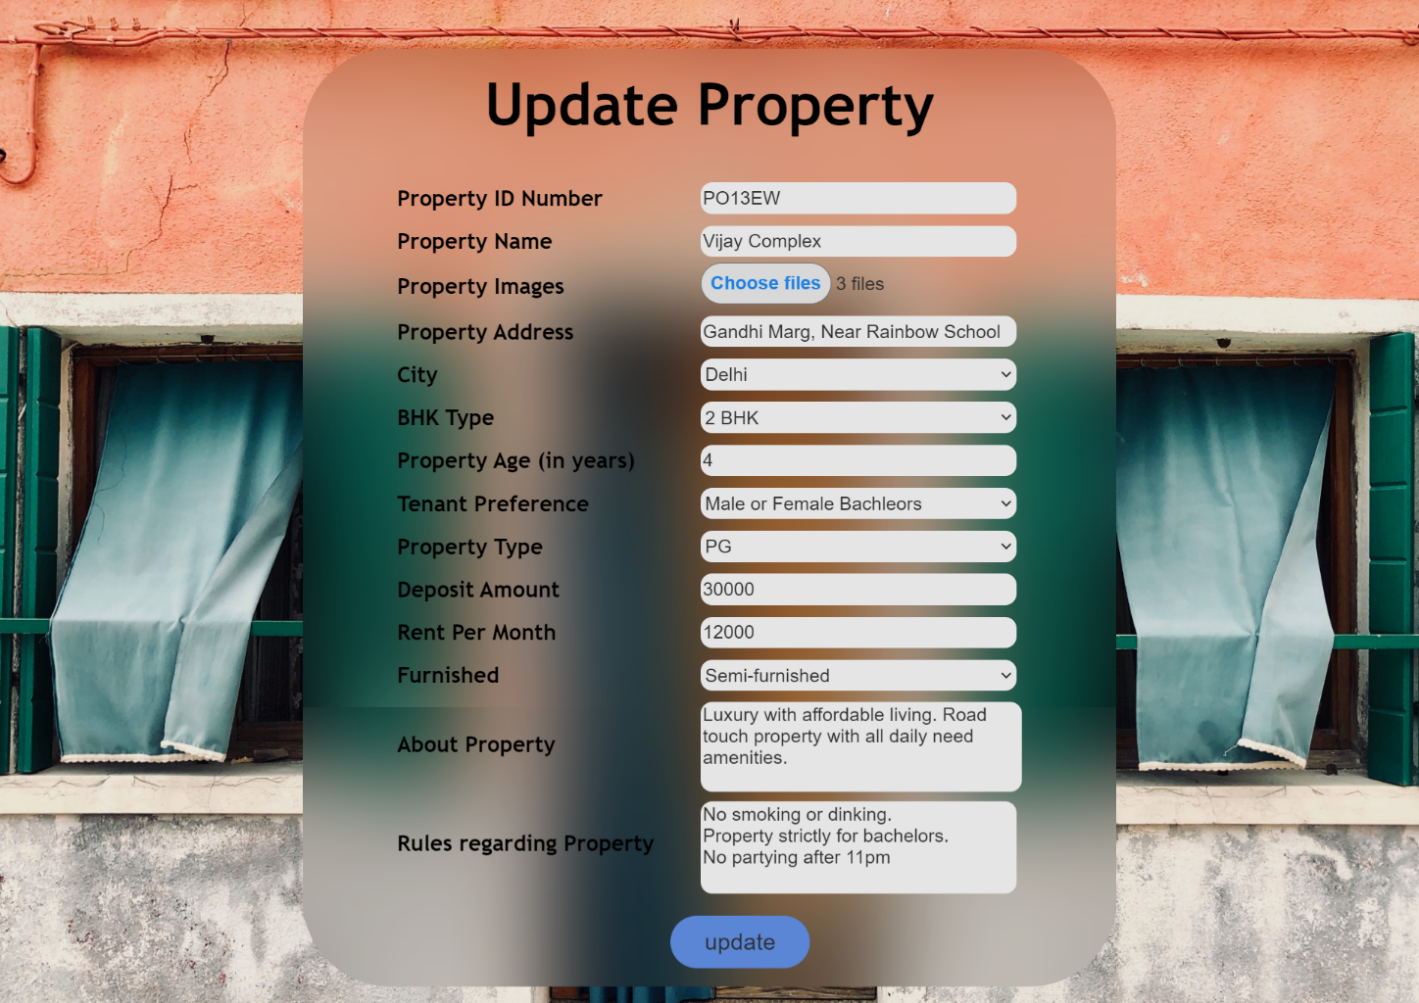 Update Property
Property ID Number PO13EW
Property Name Vijay Complex
Property Images Choose files 3 files
Property Address Gandhi Marg, Near Rainbow School
City Delhi
BHK Type 2 BHK
Property Age (in years) 4
Tenant Preference Male or Female Bachleors
Property Type PG
Deposit Amount 30000
Rent Per Month 12000
Furnished Semi-furnished
About Property
Luxury with affordable living. Road
touch property with all daily need
amenities.
Rules regarding Property
No smoking or dinking.
Property strictly for bachelors.
No partying after 11pm
update